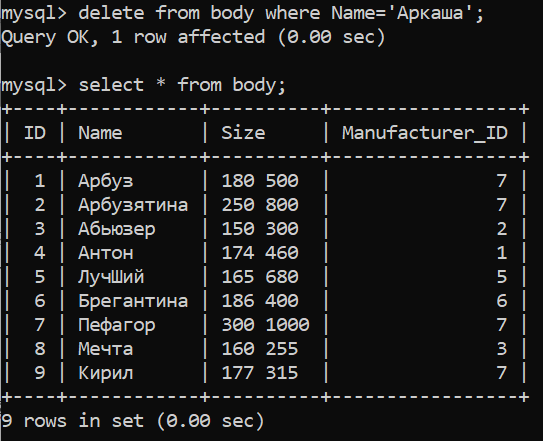 mysql> delete from body where Name='Аркаша';
Query OK, 1 row affected (0.00 sec)
mysql> select * from body;
+----+------------+----------+-----------------+
| ID | Name       | Size     | Manufacturer_ID |
+----+------------+----------+-----------------+
|  1 | Арбуз      | 180 500  |               7 |
|  2 | Арбузятина | 250 800  |               7 |
|  3 | Абьюзер    | 150 300  |               2 |
|  4 | Антон      | 174 460  |               1 |
|  5 | ЛучШий     | 165 680  |               5 |
|  6 | Брегантина | 186 400  |               6 |
|  7 | Пефагор    | 300 1000 |               7 |
|  8 | Мечта      | 160 255  |               3 |
|  9 | Кирил      | 177 315  |               7 |
+----+------------+----------+-----------------+
9 rows in set (0.00 sec)